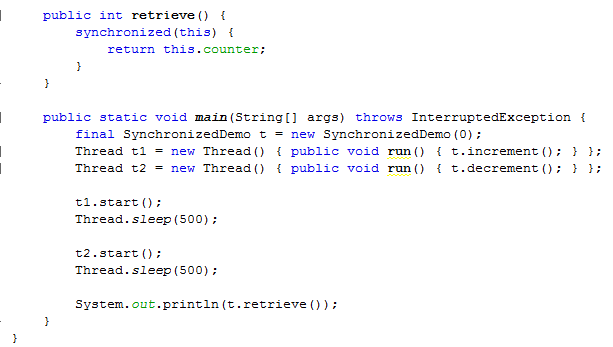 public int retrieve() {
synchronized(this) {
return this.counter;
}
}
public static void main(String[] args) throws InterruptedException {
final SynchronizedDemo t = new SynchronizedDemo(0);
Thread t1 = new Thread() { public void run() { t.increment(); } };
Thread t2 = new Thread() { public void run() { t.decrement(); } };
t1.start();
Thread.sleep(500);
t2.start();
Thread.sleep(500);
System.out.println(t.retrieve());
}
}